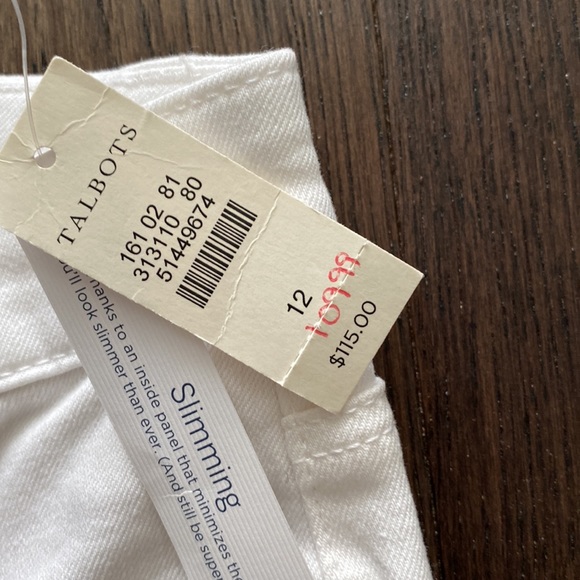 TALBOTS
161 02 81
313110 80
51449674
12
10999
$115.00
Slimming
hanks to an inside panel that minimizes the
'll look slimmer than ever. (And still be super